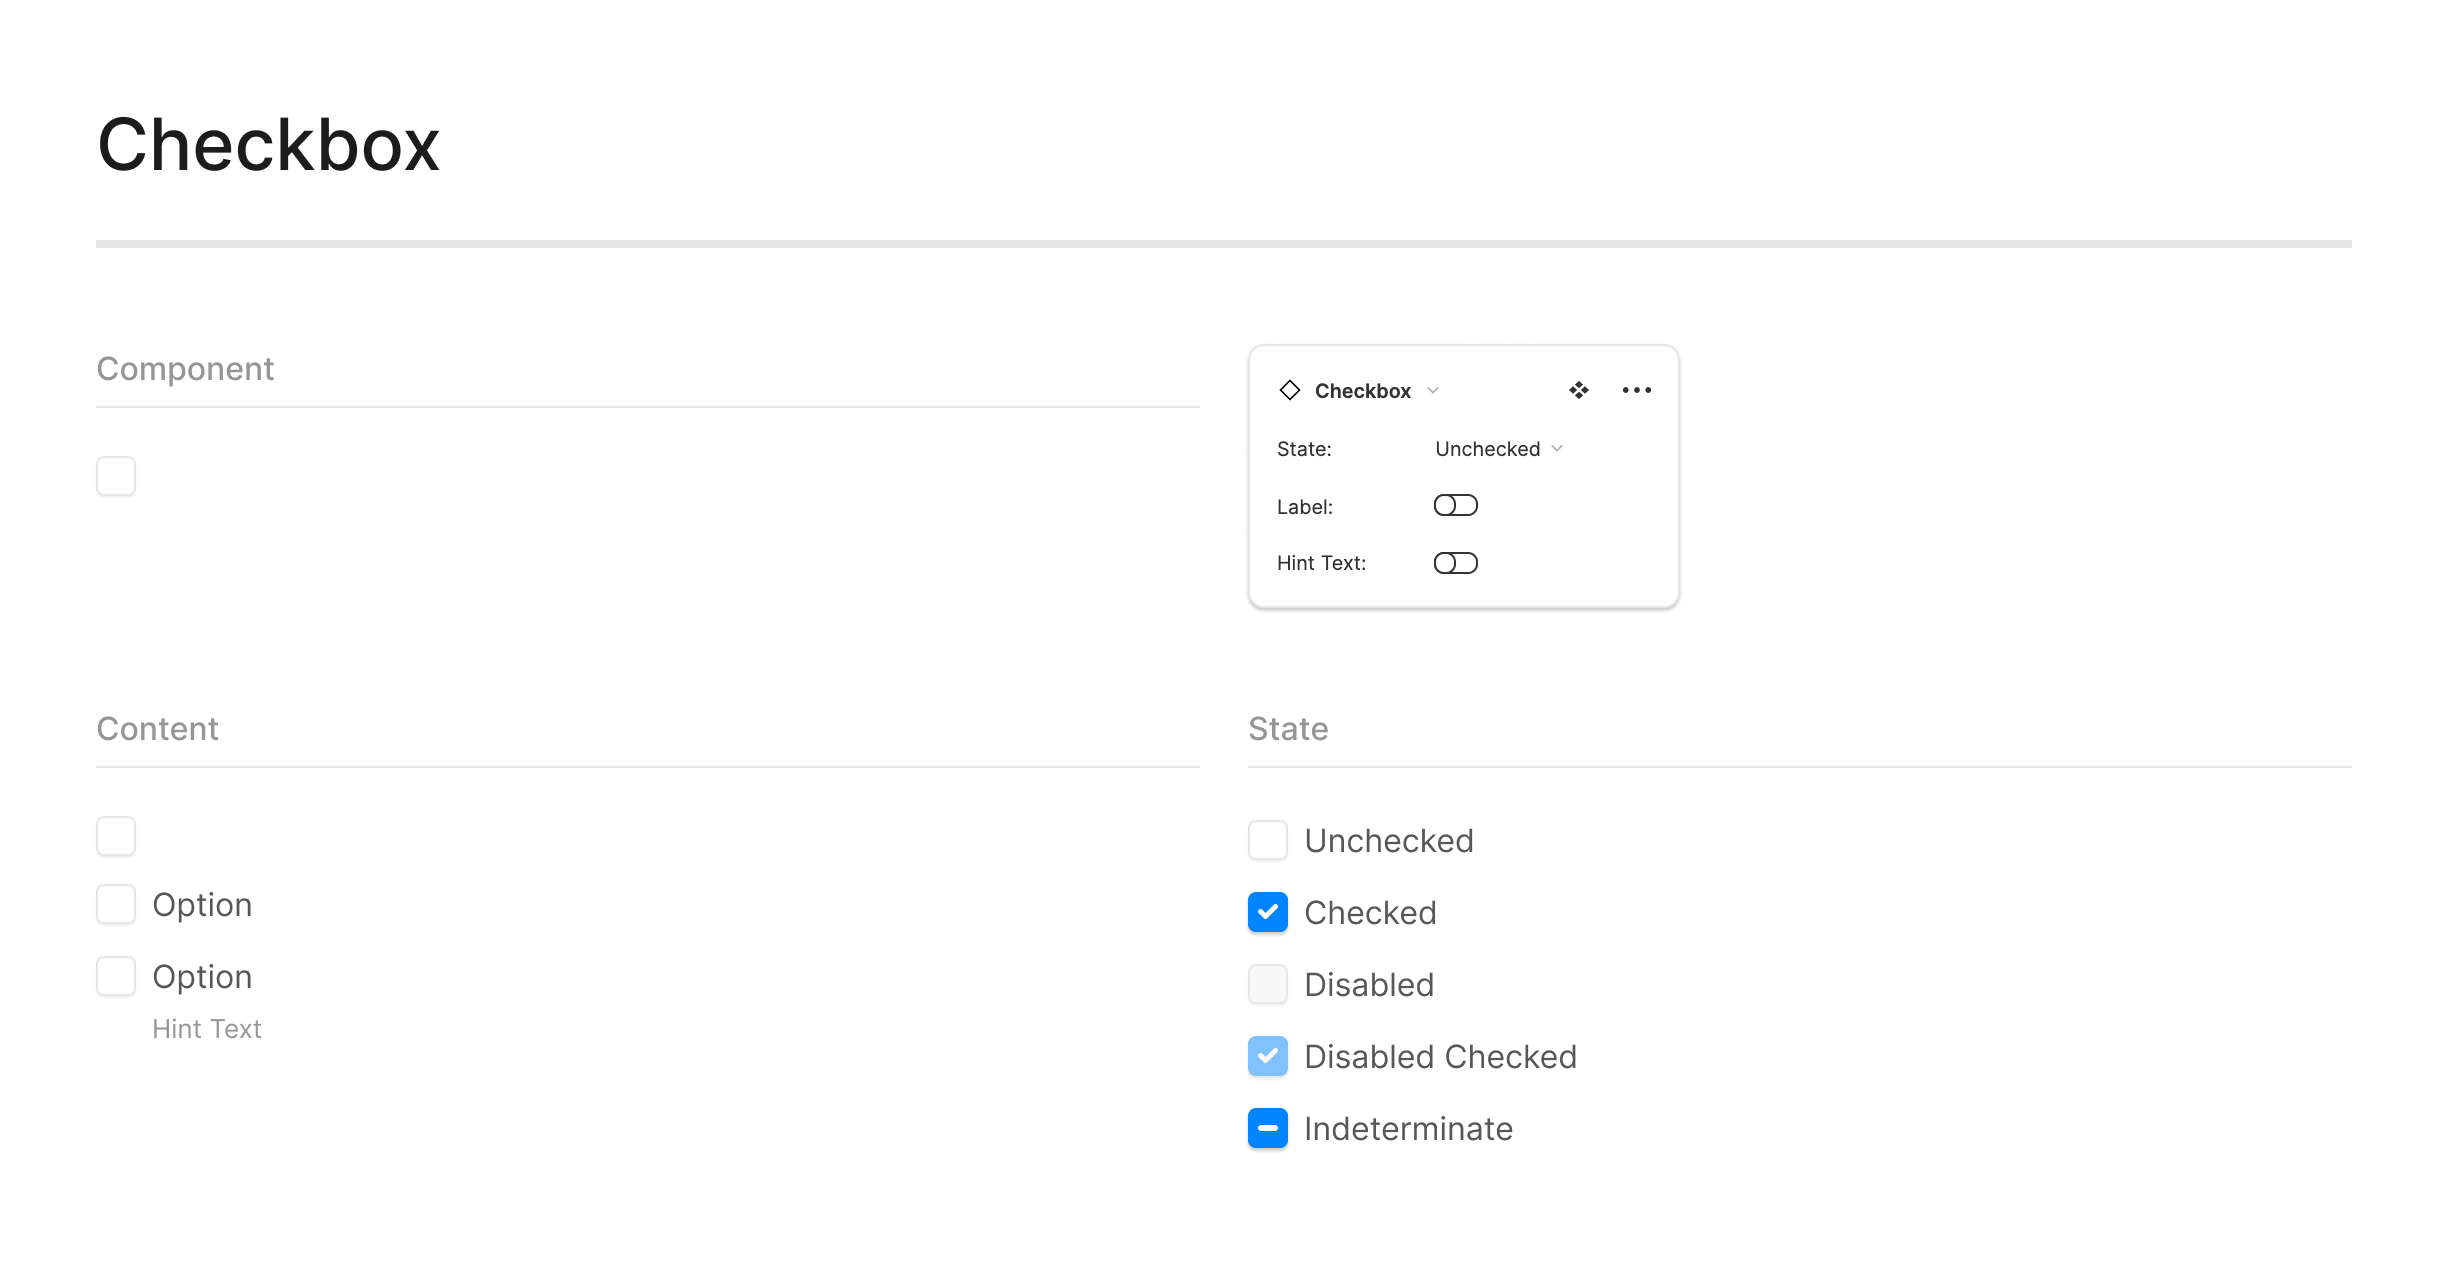 Checkbox
Component
Checkbox
State: Unchecked
Label:
Hint Text:
Content
Option
Option
Hint Text
State
Unchecked
Checked
Disabled
Disabled Checked
Indeterminate